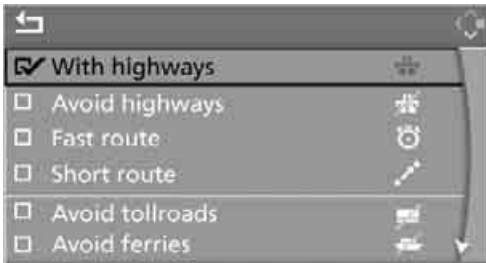 With highways
Avoid highways
Fast route
Short route
Avoid tollroads
Avoid ferries